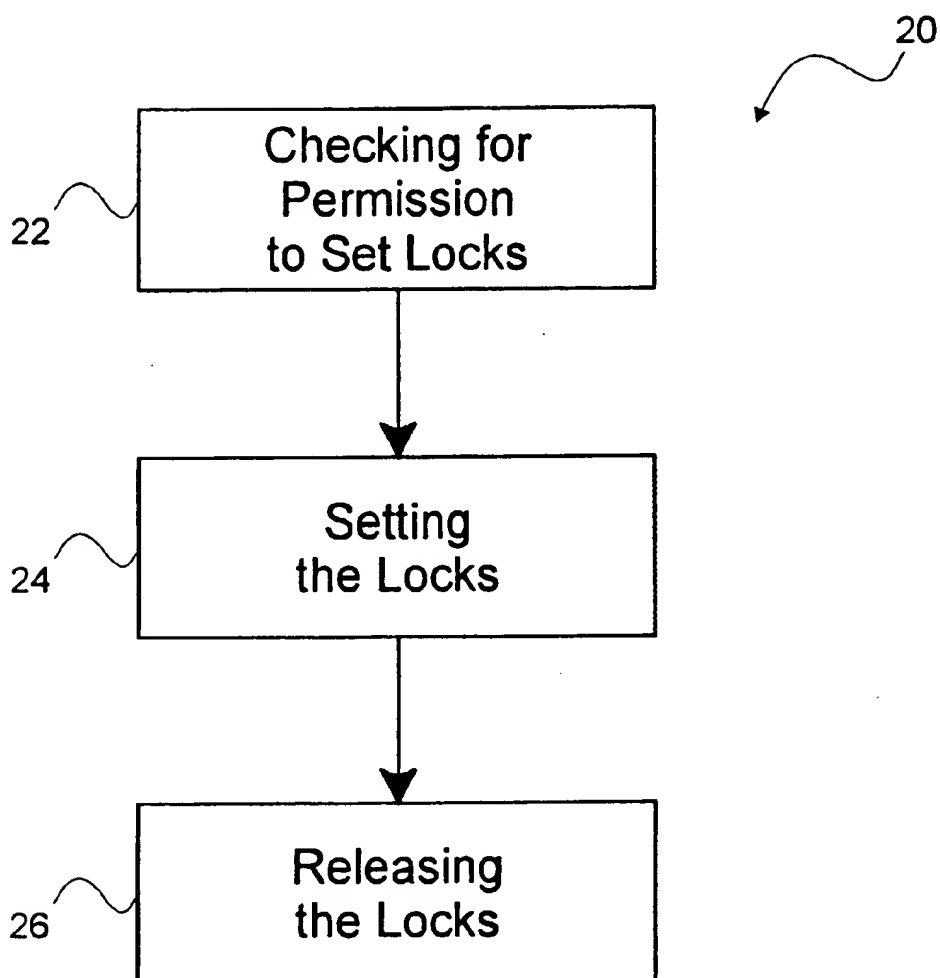 20
Checking for
Permission
to Set Locks
22
Setting
the Locks
24
Releasing
the Locks
26